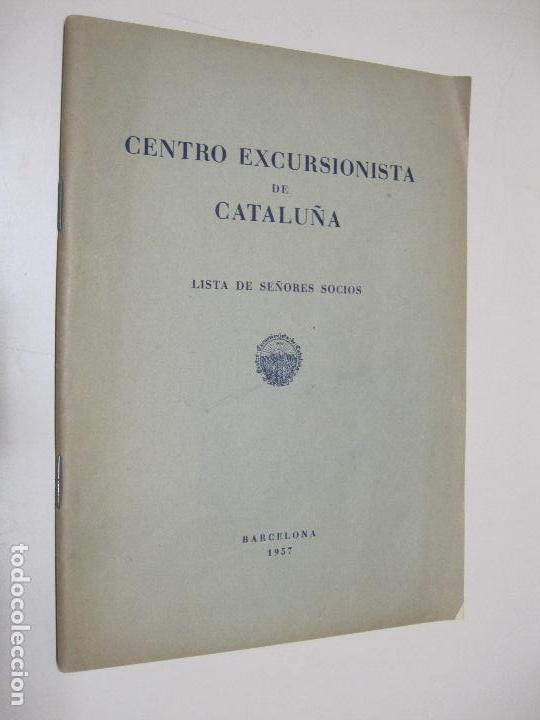 CENTRO EXCURSIONISTA
DE
CATALUÑA
LISTA DE SEÑORES SOCIOS
BARCELONA
1957
todocoleccion